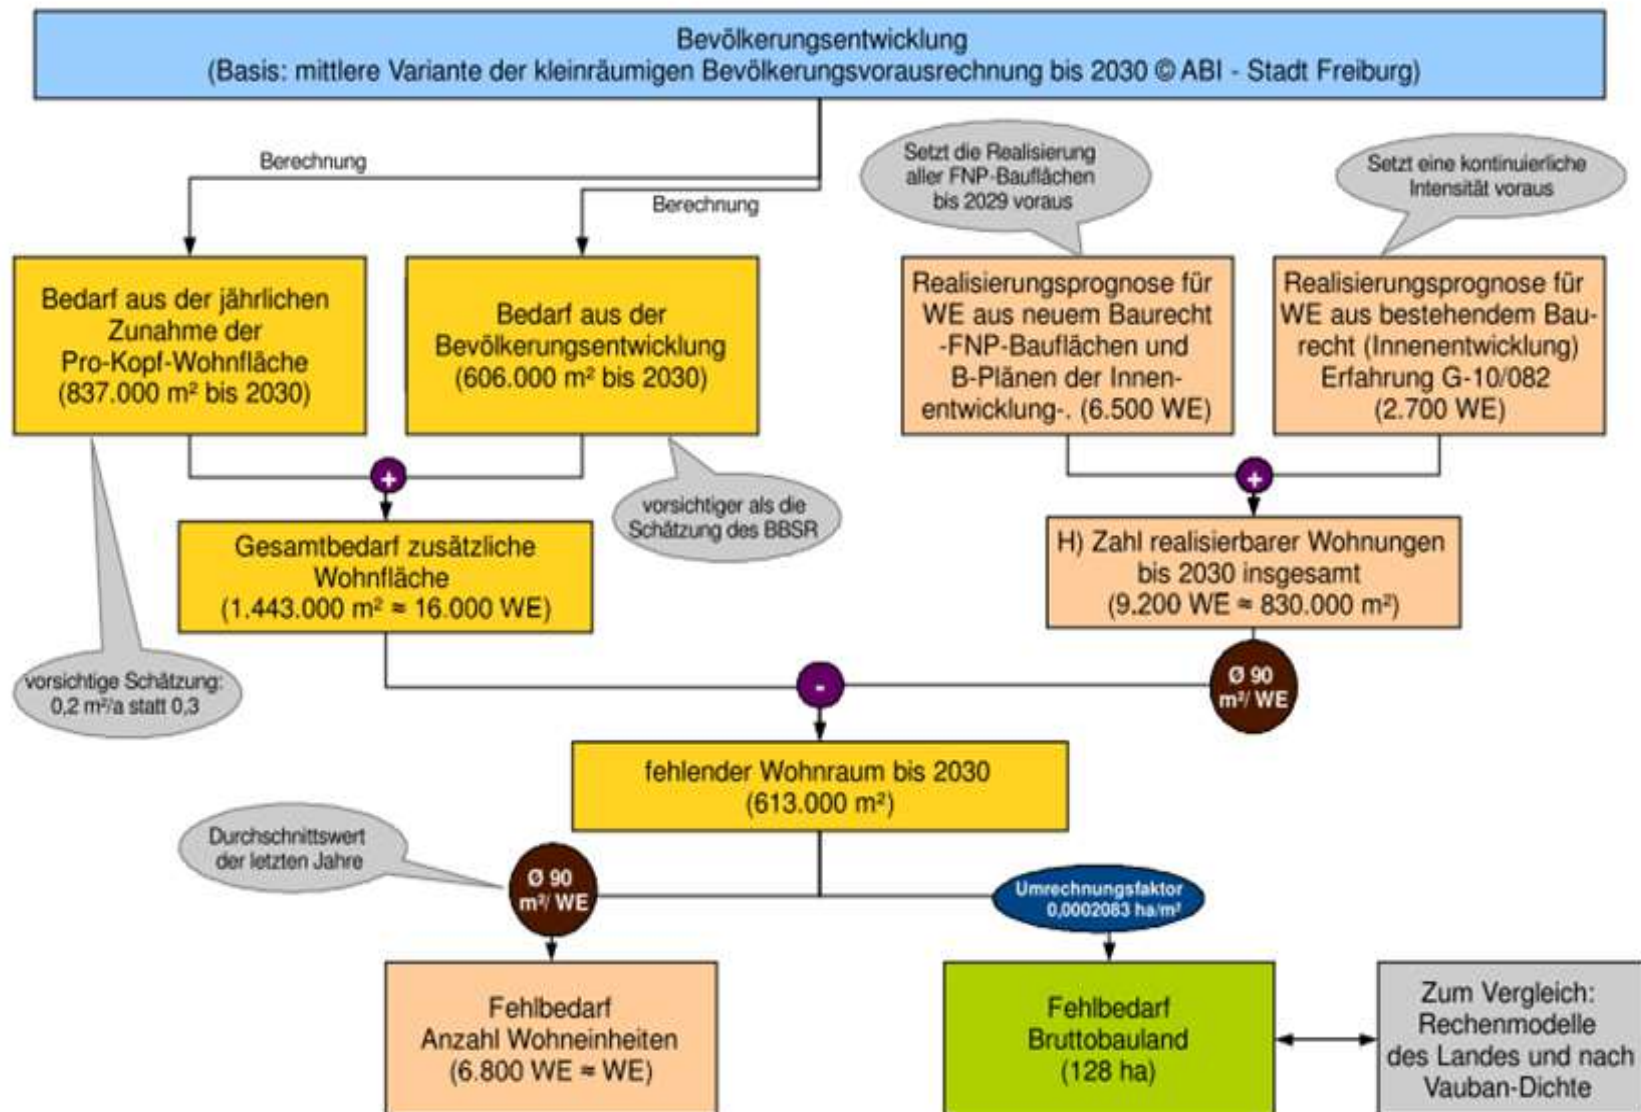 Bevölkerungsentwicklung
(Basis: mittlere Variante der kleinräumigen Bevölkerungsvorausrechnung bis 2030 © ABI - Stadt Freiburg)
Berechnung
Berechnung
Setzt die Realisierung
aller FNP-Bauflächen
bis 2029 voraus
Setzt eine kontinuierliche
Intensität voraus
Bedarf aus der jährlichen
Zunahme der
Pro-Kopf-Wohnfläche
(837.000 m² bis 2030)
Bedarf aus der
Bevölkerungsentwicklung
(606.000 m² bis 2030)
Realisierungsprognose für
WE aus neuem Baurecht
-FNP-Bauflächen und
B-Plänen der Innen-
entwicklung-. (6.500 WE)
Realisierungsprognose für
WE aus bestehendem Bau-
recht (Innenentwicklung)
Erfahrung G-10/082
(2.700 WE)
+
+
vorsichtiger als die
Schätzung des BBSR
Gesamtbedarf zusätzliche
Wohnfläche
(1.443.000 m² ≈ 16.000 WE)
H) Zahl realisierbarer Wohnungen
bis 2030 insgesamt
(9.200 WE ≈ 830.000 m²)
vorsichtige Schätzung:
0,2 m²/a statt 0,3
-
Ø 90
m²/ WE
fehlender Wohnraum bis 2030
(613.000 m²)
Durchschnittswert
der letzten Jahre
Ø 90
m²/ WE
Umrechnungsfaktor
0,0002083 ha/m²
Fehlbedarf
Anzahl Wohneinheiten
(6.800 WE ≈ WE)
Fehlbedarf
Bruttobauland
(128 ha)
Zum Vergleich:
Rechenmodelle
des Landes und nach
Vauban-Dichte